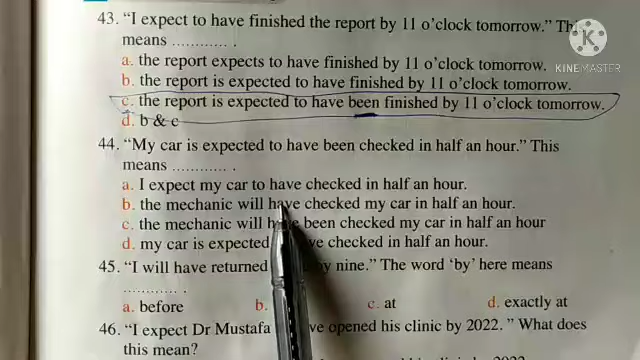 43. "I expect to have finished the report by 11 o'clock tomorrow." This
means ............ .
a. the report expects to have finished by 11 o'clock tomorrow.
b. the report is expected to have finished by 11 o'clock tomorrow.
c. the report is expected to have been finished by 11 o'clock tomorrow.
d. b & c
44. "My car is expected to have been checked in half an hour." This
means ............ .
a. I expect my car to have checked in half an hour.
b. the mechanic will have checked my car in half an hour.
c. the mechanic will have been checked my car in half an hour
d. my car is expected checked in half an hour.
45. "I will have returned by nine." The word 'by' here means
............ .
a. before b. c. at d. exactly at
46. "I expect Dr Mustafa opened his clinic by 2022." What does
this mean?
KINEMASTER